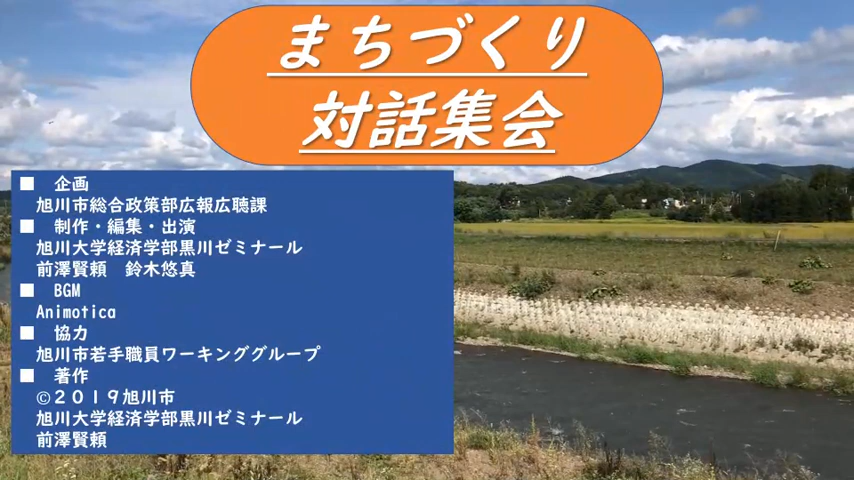 まちづくり
対話集会
■　企画
旭川市総合政策部広報広聴課
■　制作・編集・出演
旭川大学経済学部黒川ゼミナール
前澤賢頼　鈴木悠真
■　BGM
Animotica
■　協力
旭川市若手職員ワーキンググループ
■　著作
©２０１９旭川市
旭川大学経済学部黒川ゼミナール
前澤賢頼